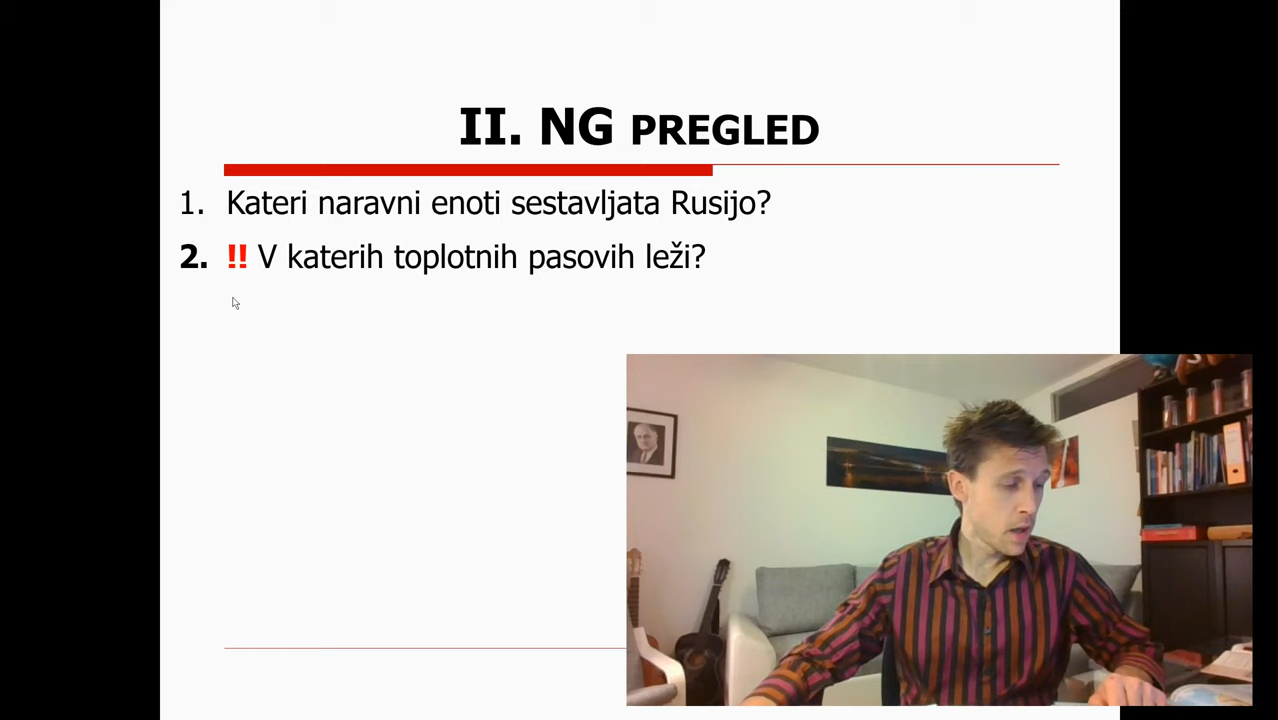 II. NG PREGLED
1. Kateri naravni enoti sestavljata Rusijo?
2. !! V katerih toplotnih pasovih leži?